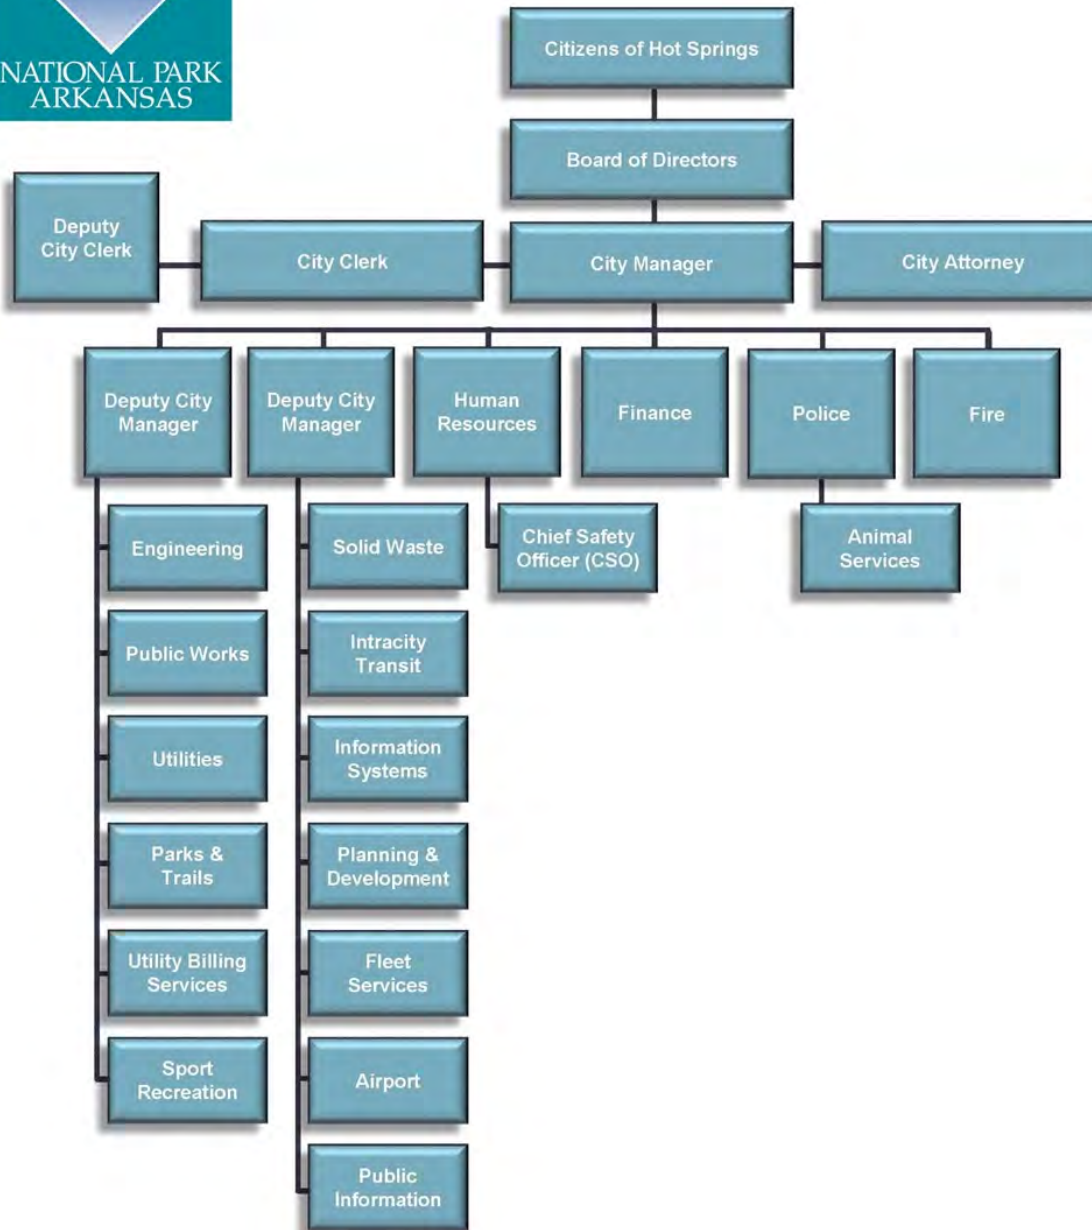 NATIONAL PARK
ARKANSAS
Citizens of Hot Springs
Board of Directors
Deputy
City Clerk
City Clerk
City Manager
City Attorney
Deputy City
Manager
Deputy City
Manager
Human
Resources
Finance
Police
Fire
Engineering
Public Works
Utilities
Parks &
Trails
Utility Billing
Services
Sport
Recreation
Solid Waste
Intracity
Transit
Information
Systems
Planning &
Development
Fleet
Services
Airport
Public
Information
Chief Safety
Officer (CSO)
Animal
Services